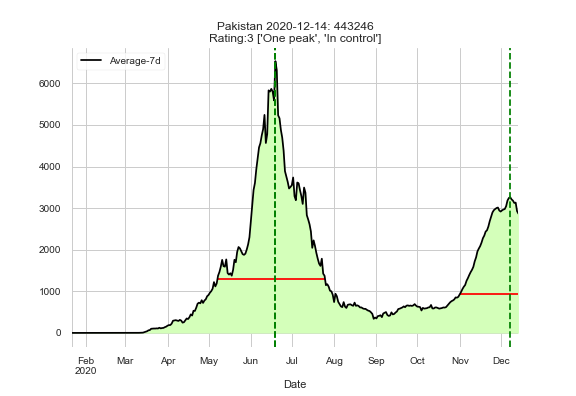 Pakistan 2020-12-14: 443246
Rating:3 ['One peak', 'In control']
Average-7d
6000
5000
4000
3000
2000
1000
0
Feb Mar Apr May Jun Jul Aug Sep Oct Nov Dec
2020
Date